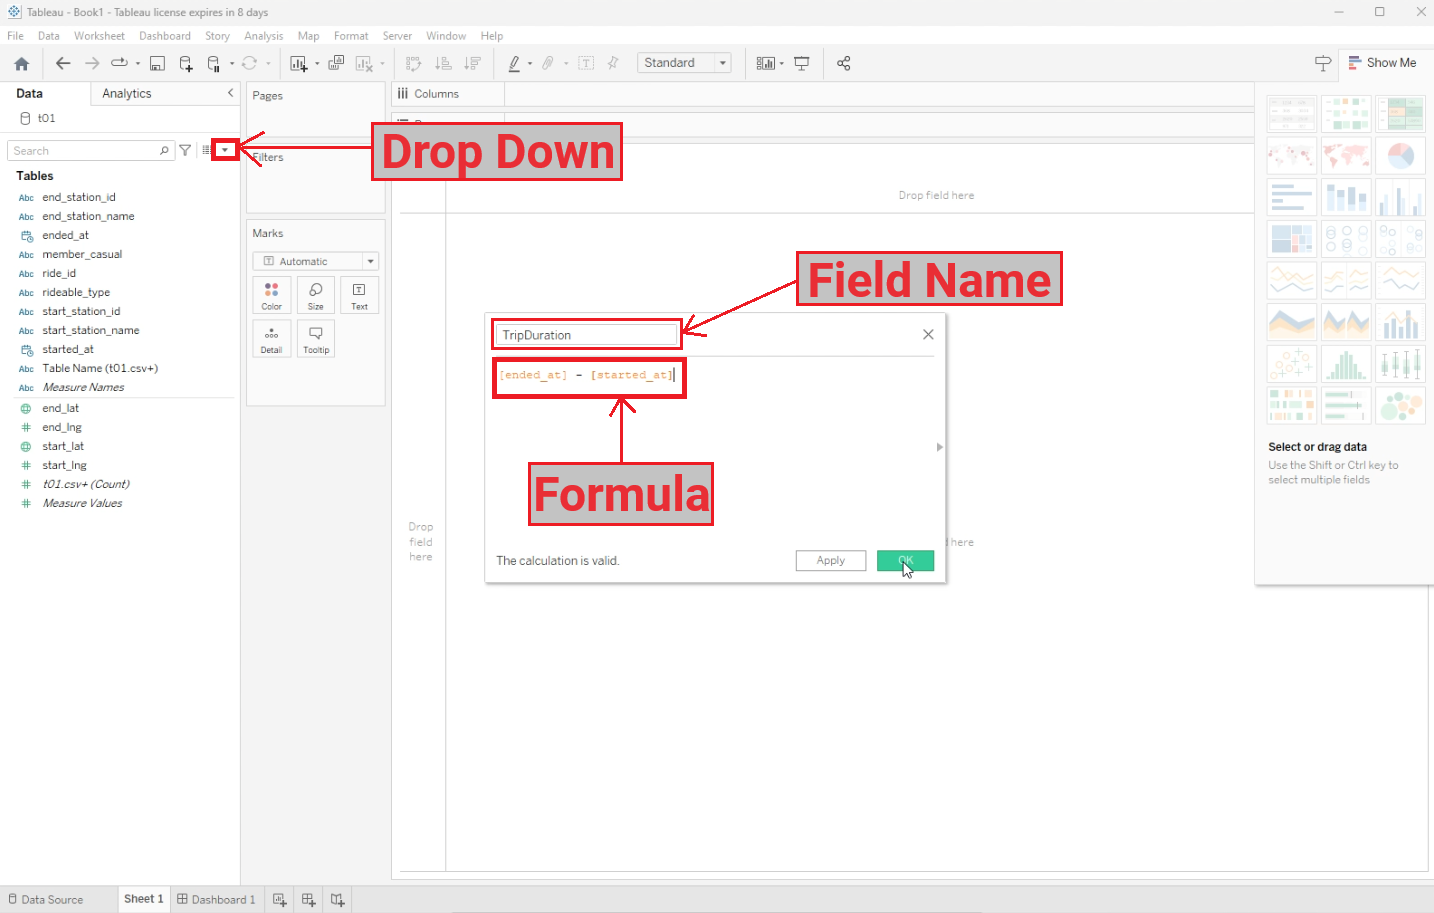 Tableau - Book1 - Tableau license expires in 8 days
File Data Worksheet Dashboard Story Analysis Map Format Server Window Help
Standard
Show Me
Data Analytics
t01
Search
Tables
Abc end_station_id
Abc end_station_name
ended_at
Abc member_casual
Abc ride_id
Abc rideable_type
Abc start_station_id
Abc start_station_name
started_at
Abc Table Name (t01.csv+)
Abc Measure Names
end_lat
# end_lng
start_lat
# start_lng
# t01.csv+ (Count)
# Measure Values
Pages
Filters
Marks
Automatic
Color Size Text
Detail Tooltip
Columns
Drop Down
Drop field here
Field Name
TripDuration
[ended_at] - [started_at]
Formula
The calculation is valid.
Apply OK
Drop
field
here
here
Select or drag data
Use the Shift or Ctrl key to
select multiple fields
Data Source Sheet 1 Dashboard 1